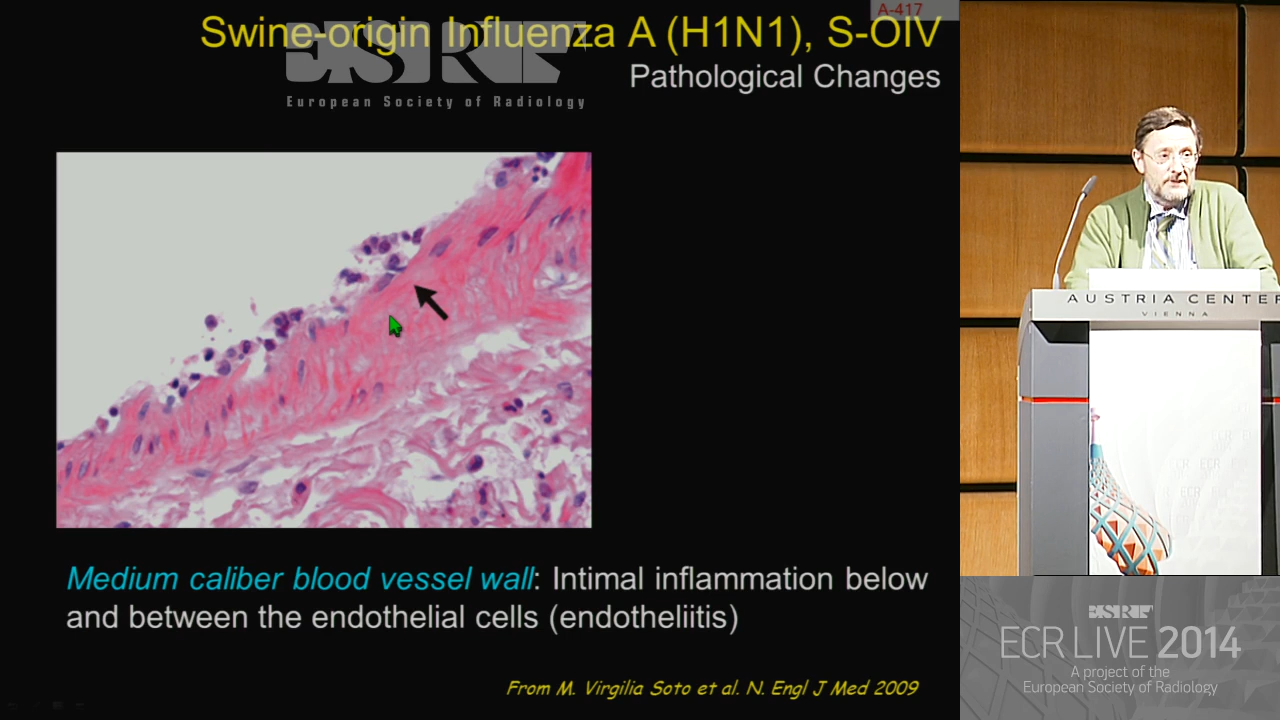 A-417
Swine-origin Influenza A (H1N1), S-OIV
Pathological Changes
European Society of Radiology
Medium caliber blood vessel wall: Intimal inflammation below
and between the endothelial cells (endotheliitis)
From M. Virgilia Soto et al. N. Engl J Med 2009
AUSTRIA CENTER
VIENNA
ECR LIVE 2014
A project of the
European Society of Radiology